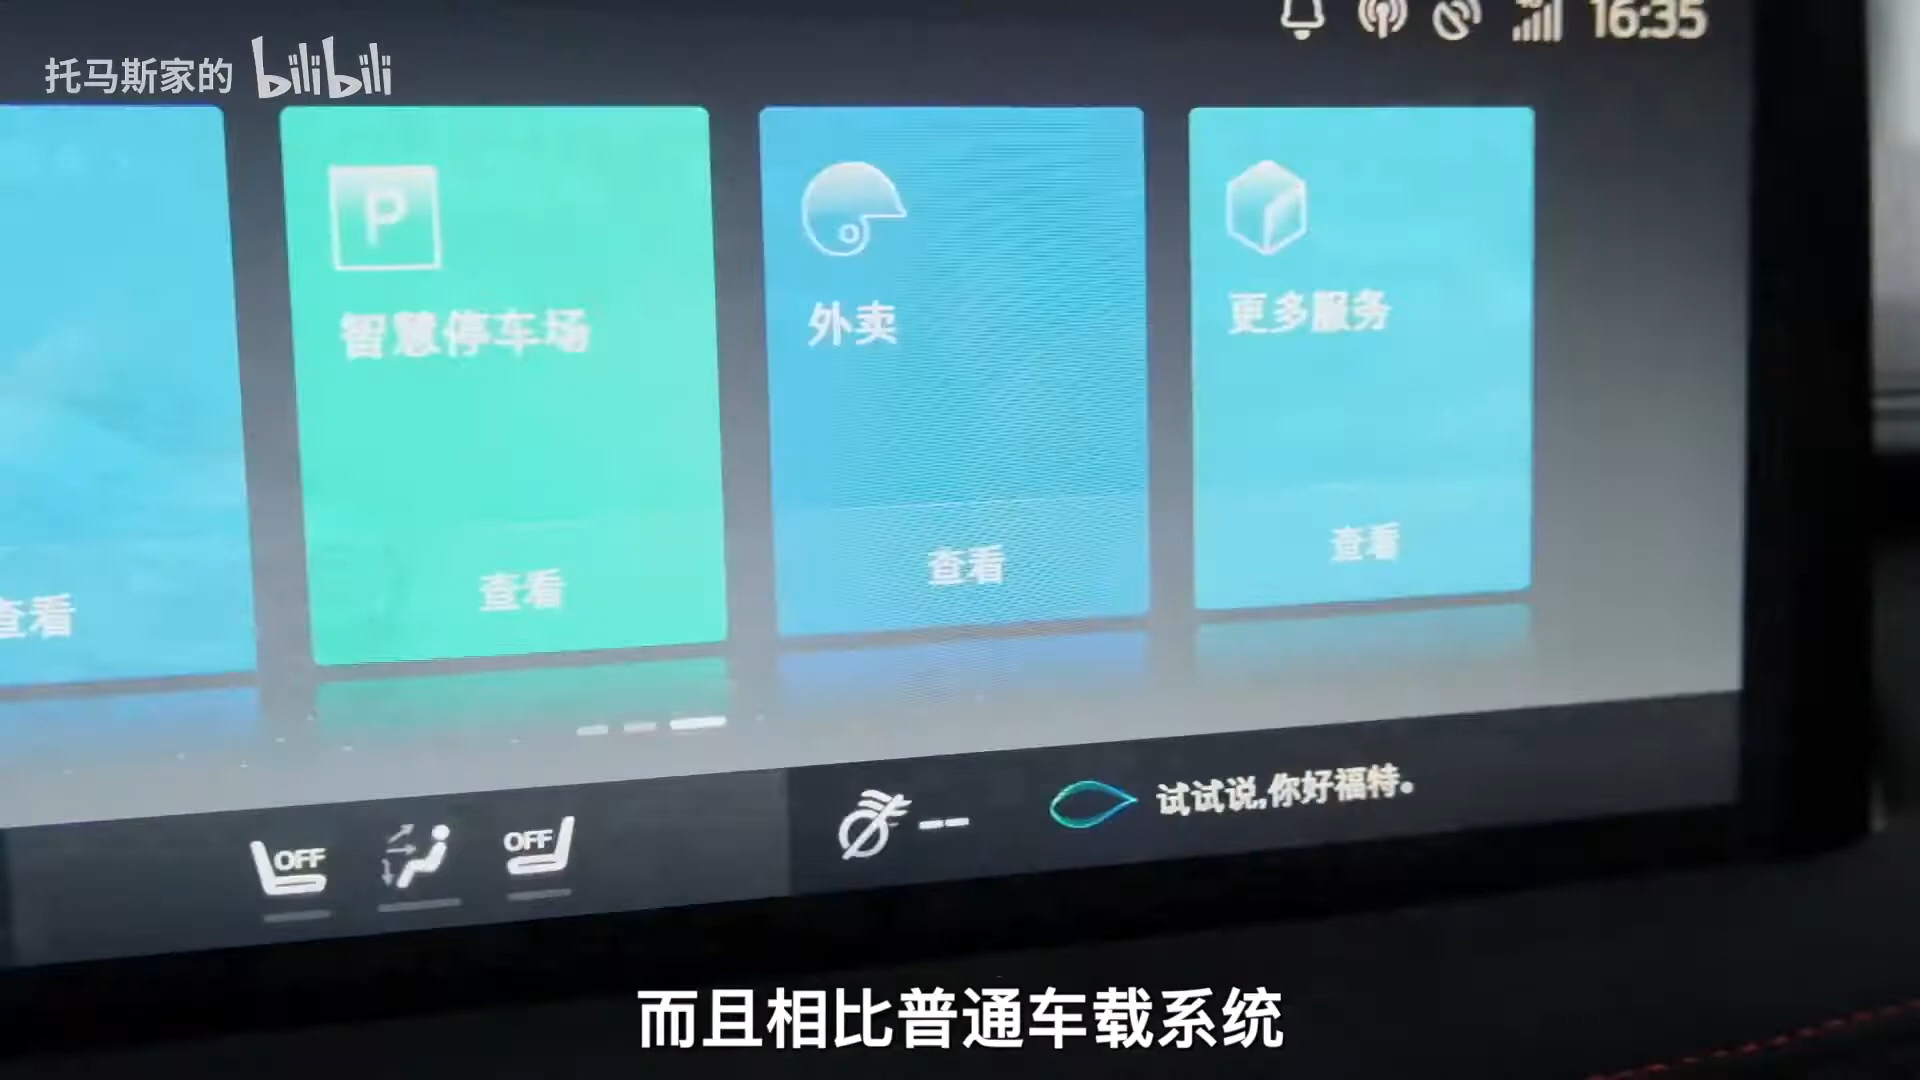 16:35
托马斯家的 bilibili
P
智慧停车场
外卖
更多服务
查看
查看
查看
查看
OFF
OFF
--
试试说,你好福特。
而且相比普通车载系统